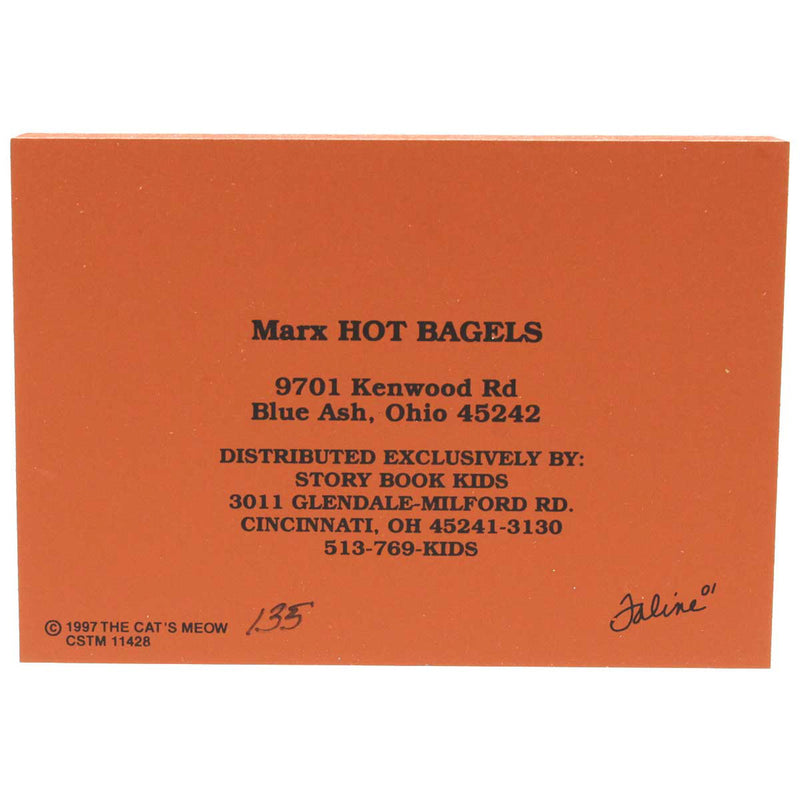 Marx HOT BAGELS
9701 Kenwood Rd
Blue Ash, Ohio 45242
DISTRIBUTED EXCLUSIVELY BY:
STORY BOOK KIDS
3011 GLENDALE-MILFORD RD.
CINCINNATI, OH 45241-3130
513-769-KIDS
© 1997 THE CAT'S MEOW 135
CSTM 11428
Faline 01